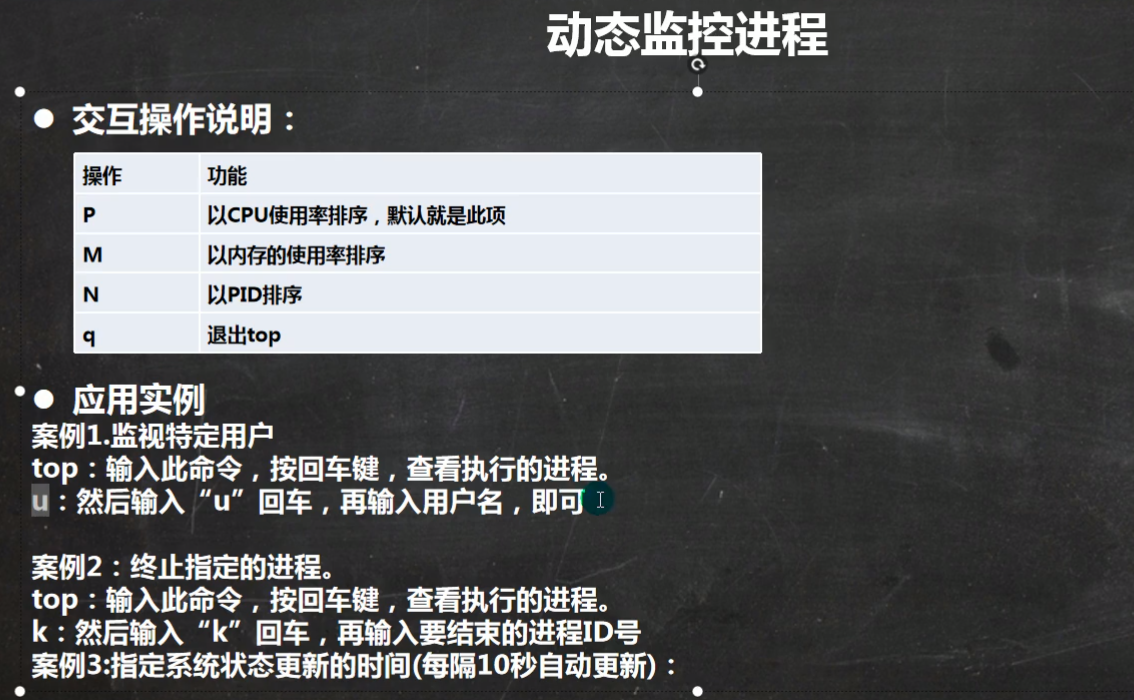 动态监控进程
● 交互操作说明：
操作 功能
P 以CPU使用率排序，默认就是此项
M 以内存的使用率排序
N 以PID排序
q 退出top
● 应用实例
案例1.监视特定用户
top：输入此命令，按回车键，查看执行的进程。
u：然后输入“u”回车，再输入用户名，即可
案例2：终止指定的进程。
top：输入此命令，按回车键，查看执行的进程。
k：然后输入“k”回车，再输入要结束的进程ID号
案例3:指定系统状态更新的时间(每隔10秒自动更新)：